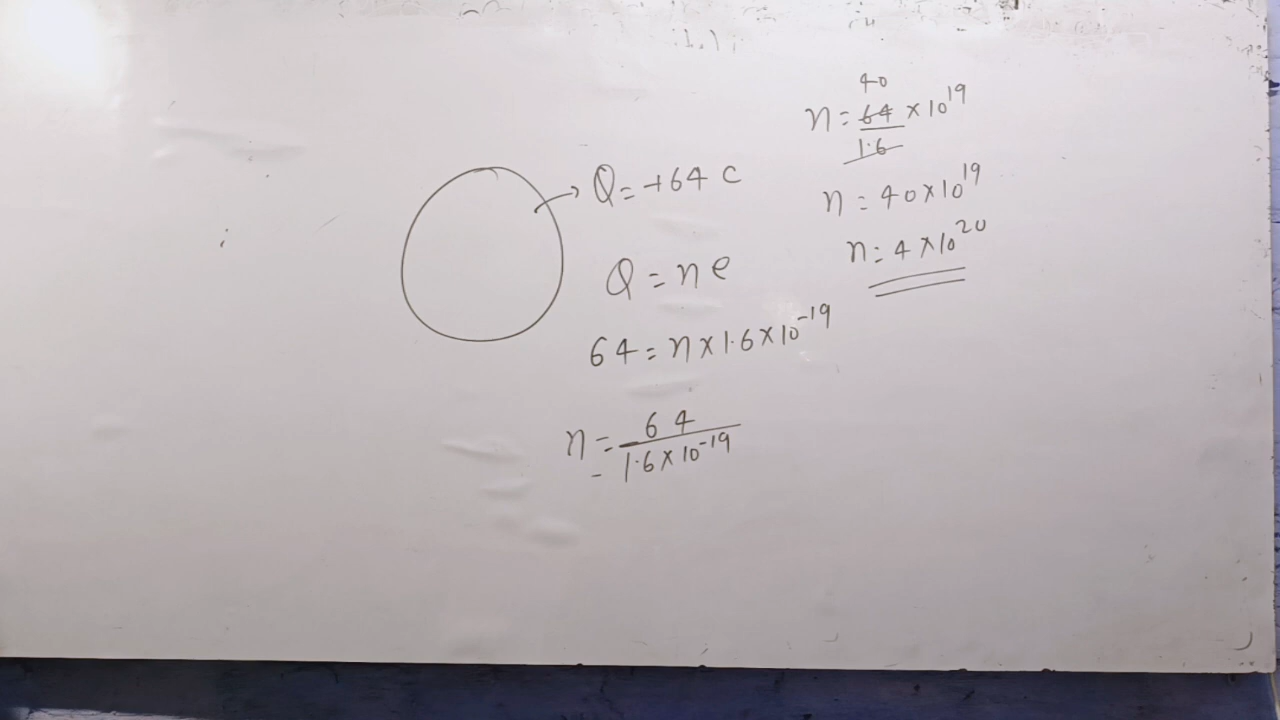 Q = +64 C
Q = n e
64 = n × 1.6 × 10⁻¹⁹
n = 64 / 1.6 × 10⁻¹⁹
40
n = 64 / 1.6 × 10¹⁹
n = 40 × 10¹⁹
n = 4 × 10²⁰